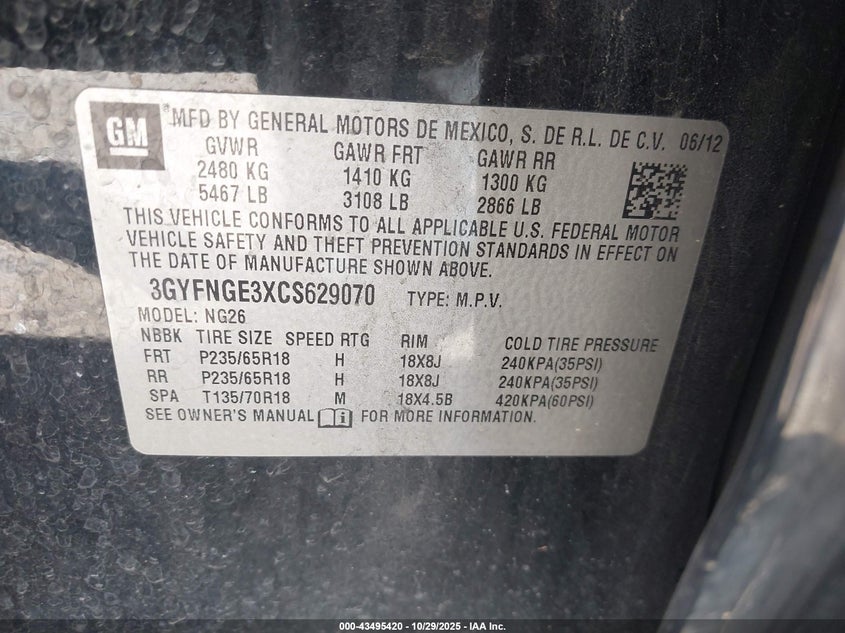 GM
MFD BY GENERAL MOTORS DE MEXICO, S. DE R.L. DE C.V. 06/12
GVWR GAWR FRT GAWR RR
2480 KG 1410 KG 1300 KG
5467 LB 3108 LB 2866 LB
THIS VEHICLE CONFORMS TO ALL APPLICABLE U.S. FEDERAL MOTOR
VEHICLE SAFETY AND THEFT PREVENTION STANDARDS IN EFFECT ON
THE DATE OF MANUFACTURE SHOWN ABOVE.
3GYFNGE3XCS629070 TYPE: M.P.V.
MODEL: NG26
NBBK TIRE SIZE SPEED RTG RIM COLD TIRE PRESSURE
FRT P235/65R18 H 18X8J 240KPA(35PSI)
RR P235/65R18 H 18X8J 240KPA(35PSI)
SPA T135/70R18 M 18X4.5B 420KPA(60PSI)
SEE OWNER'S MANUAL i FOR MORE INFORMATION.
000-43495420 - 10/29/2025 - IAA Inc.